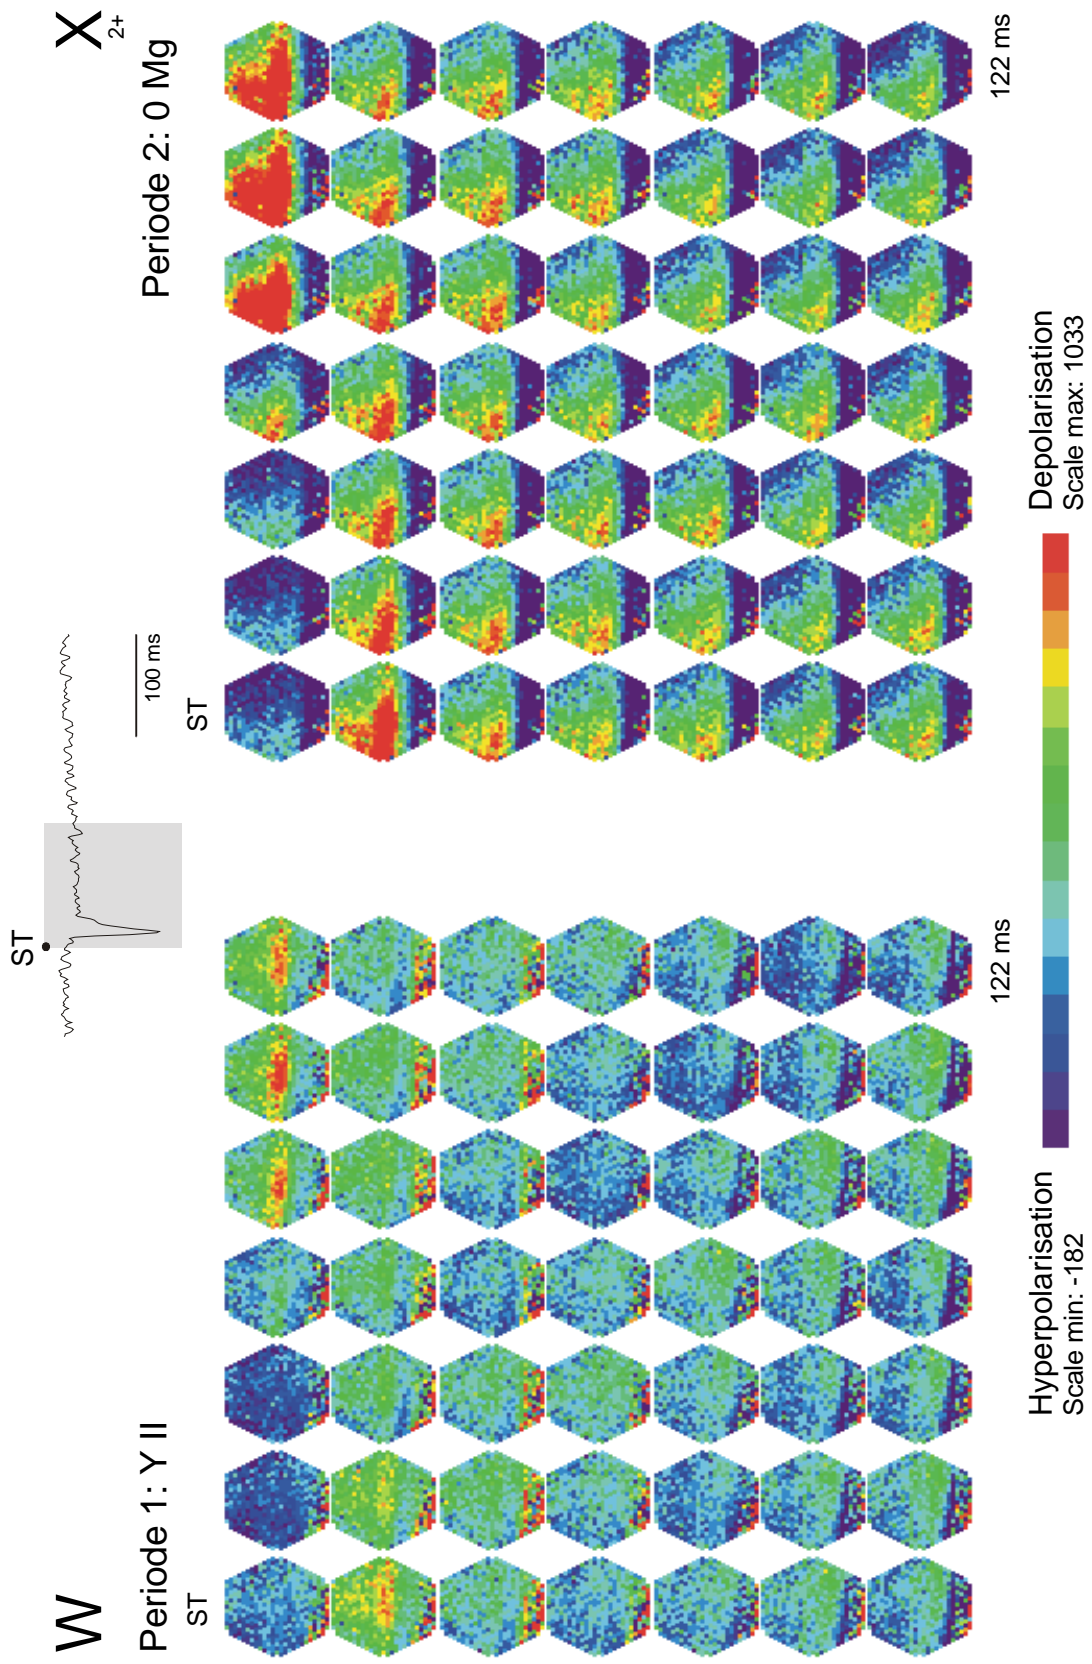 W
X
Periode 1: Y II
Periode 2: 0 Mg 2+
ST
100 ms
ST
ST
122 ms
122 ms
Hyperpolarisation
Scale min: -182
Depolarisation
Scale max: 1033